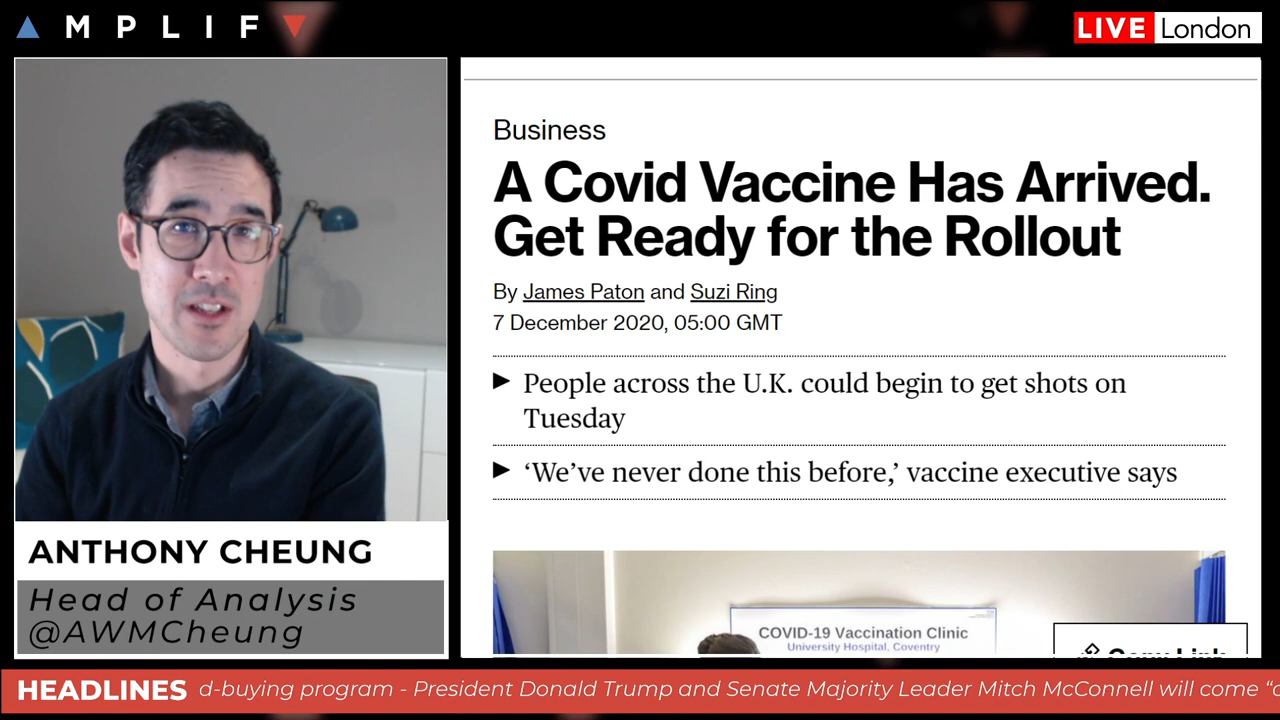 AMPLIFY
LIVE London
Business
A Covid Vaccine Has Arrived.
Get Ready for the Rollout
By James Paton and Suzi Ring
7 December 2020, 05:00 GMT
People across the U.K. could begin to get shots on
Tuesday
‘We’ve never done this before,’ vaccine executive says
COVID-19 Vaccination Clinic
University Hospital, Coventry
Copy Link
ANTHONY CHEUNG
Head of Analysis
@AWMCheung
HEADLINES d-buying program - President Donald Trump and Senate Majority Leader Mitch McConnell will come “